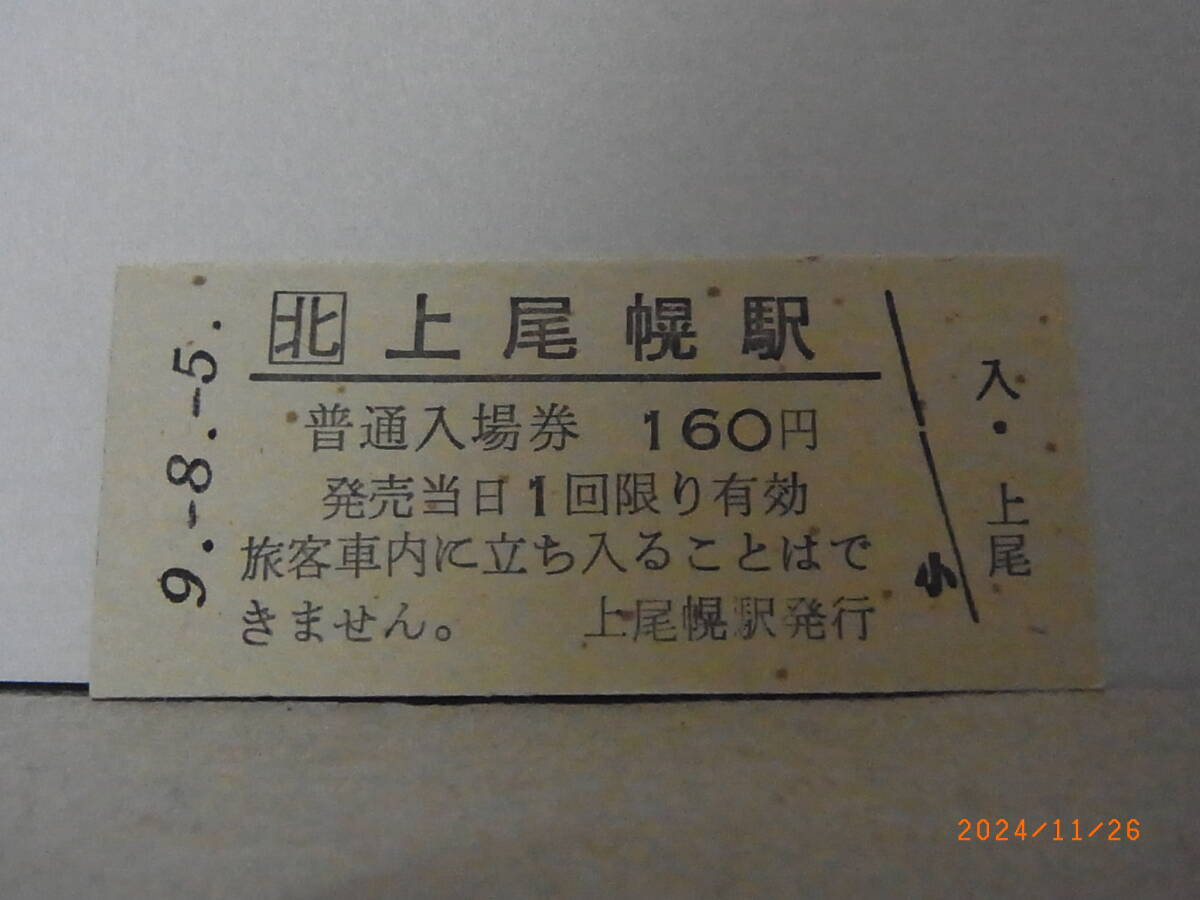 9.-8.-5.
北 上尾幌駅
普通入場券 160円
発売当日1回限り有効
旅客車内に立ち入ることはで
きません。 上尾幌駅発行
小
入・上尾
2024/11/26